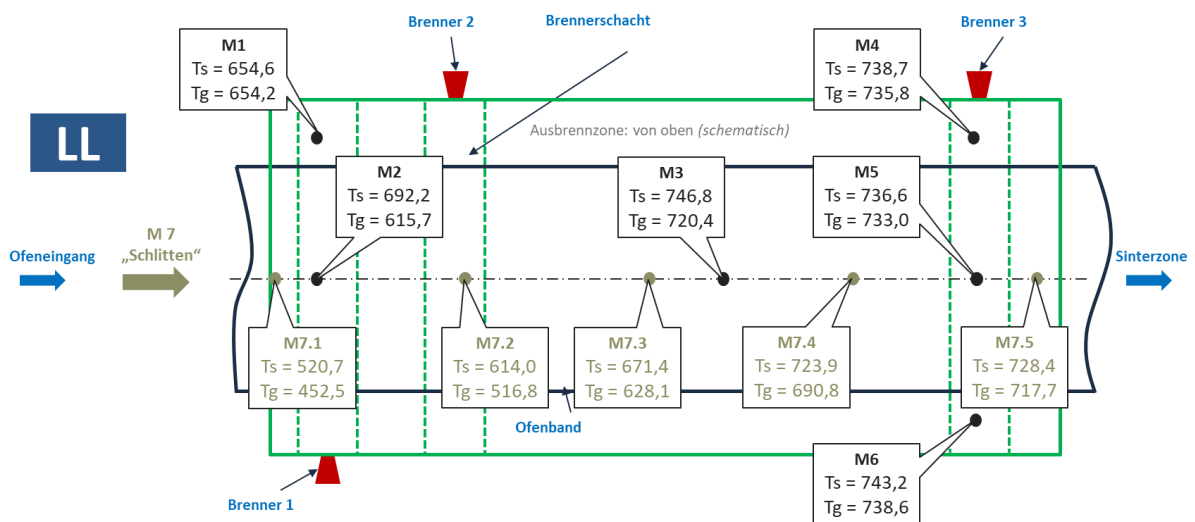 Brenner 2
Brennerschacht
Brenner 3
M1
Ts = 654,6
Tg = 654,2
M4
Ts = 738,7
Tg = 735,8
Ausbrennzone: von oben (schematisch)
LL
M2
Ts = 692,2
Tg = 615,7
M3
Ts = 746,8
Tg = 720,4
M5
Ts = 736,6
Tg = 733,0
Ofeneingang
M 7
„Schlitten“
Sinterzone
M7.1
Ts = 520,7
Tg = 452,5
M7.2
Ts = 614,0
Tg = 516,8
M7.3
Ts = 671,4
Tg = 628,1
M7.4
Ts = 723,9
Tg = 690,8
M7.5
Ts = 728,4
Tg = 717,7
Ofenband
M6
Ts = 743,2
Tg = 738,6
Brenner 1